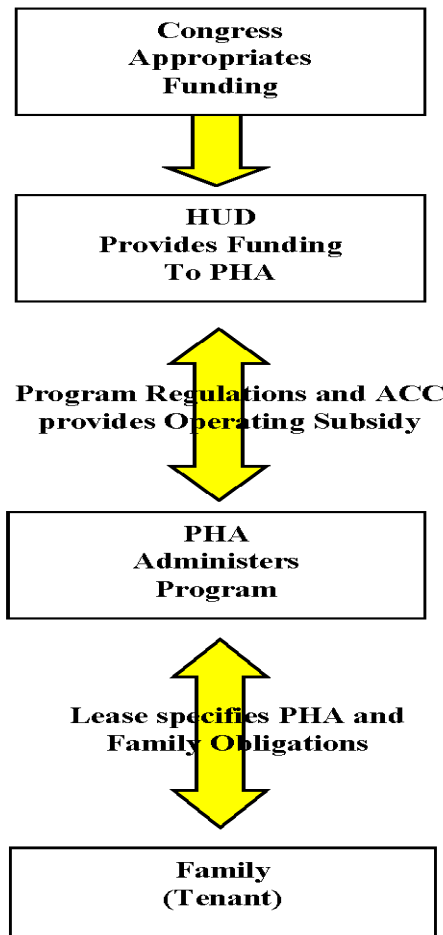 Congress
Appropriates
Funding
HUD
Provides Funding
To PHA
Program Regulations and ACC
provides Operating Subsidy
PHA
Administers
Program
Lease specifies PHA and
Family Obligations
Family
(Tenant)